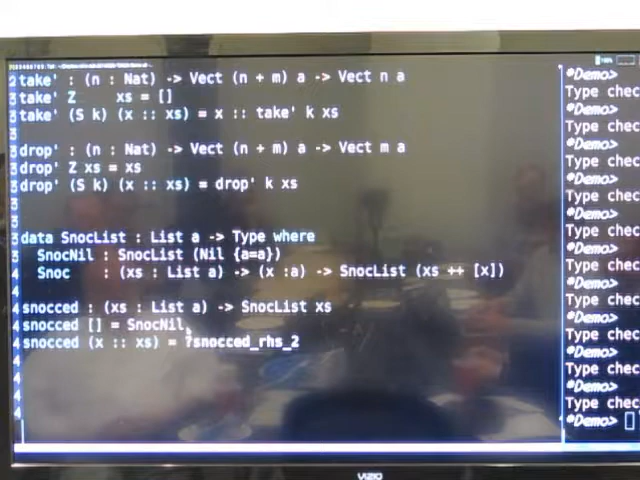 take' : (n : Nat) -> Vect (n + m) a -> Vect n a
take' Z xs = []
take' (S k) (x :: xs) = x :: take' k xs
drop' : (n : Nat) -> Vect (n + m) a -> Vect m a
drop' Z xs = xs
drop' (S k) (x :: xs) = drop' k xs
data SnocList : List a -> Type where
SnocNil : SnocList (Nil {a=a})
Snoc : (xs : List a) -> (x :a) -> SnocList (xs ++ [x])
snocced : (xs : List a) -> SnocList xs
snocced [] = SnocNil
snocced (x :: xs) = ?snocced_rhs_2
*Demo>
Type chec
*Demo>
Type chec
*Demo>
Type chec
*Demo>
Type chec
*Demo>
Type chec
*Demo>
Type chec
*Demo>
Type chec
*Demo>
Type chec
*Demo>
Type chec
*Demo>
Type chec
*Demo>
VIZIO